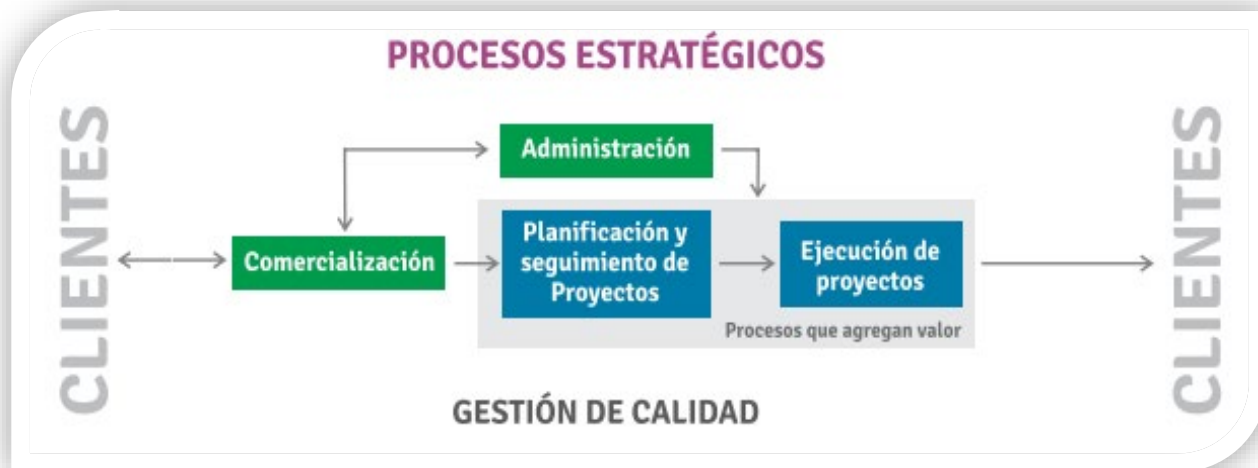 PROCESOS ESTRATÉGICOS
CLIENTES
Administración
Comercialización
Planificación y
seguimiento de
Proyectos
Ejecución de
proyectos
Procesos que agregan valor
CLIENTES
GESTIÓN DE CALIDAD